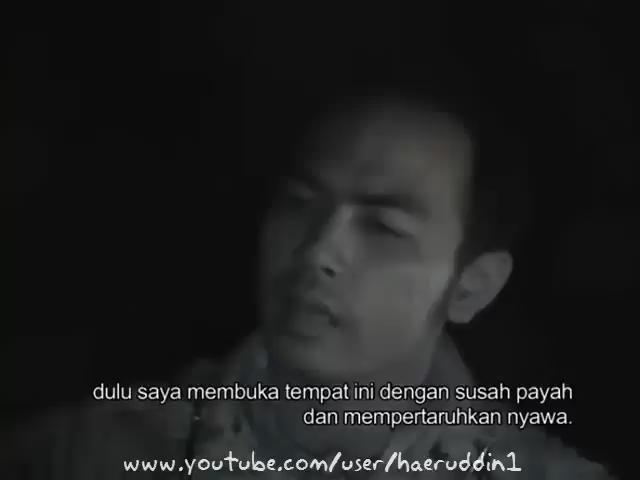 dulu saya membuka tempat ini dengan susah payah
dan mempertaruhkan nyawa.
www.youtube.com/user/haeruddin1